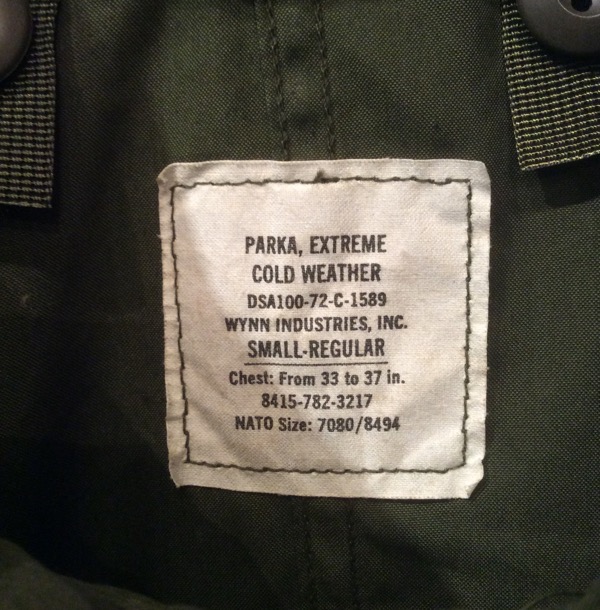 PARKA, EXTREME
COLD WEATHER
DSA100-72-C-1589
WYNN INDUSTRIES, INC.
SMALL-REGULAR
Chest: From 33 to 37 in.
8415-782-3217
NATO Size: 7080/8494